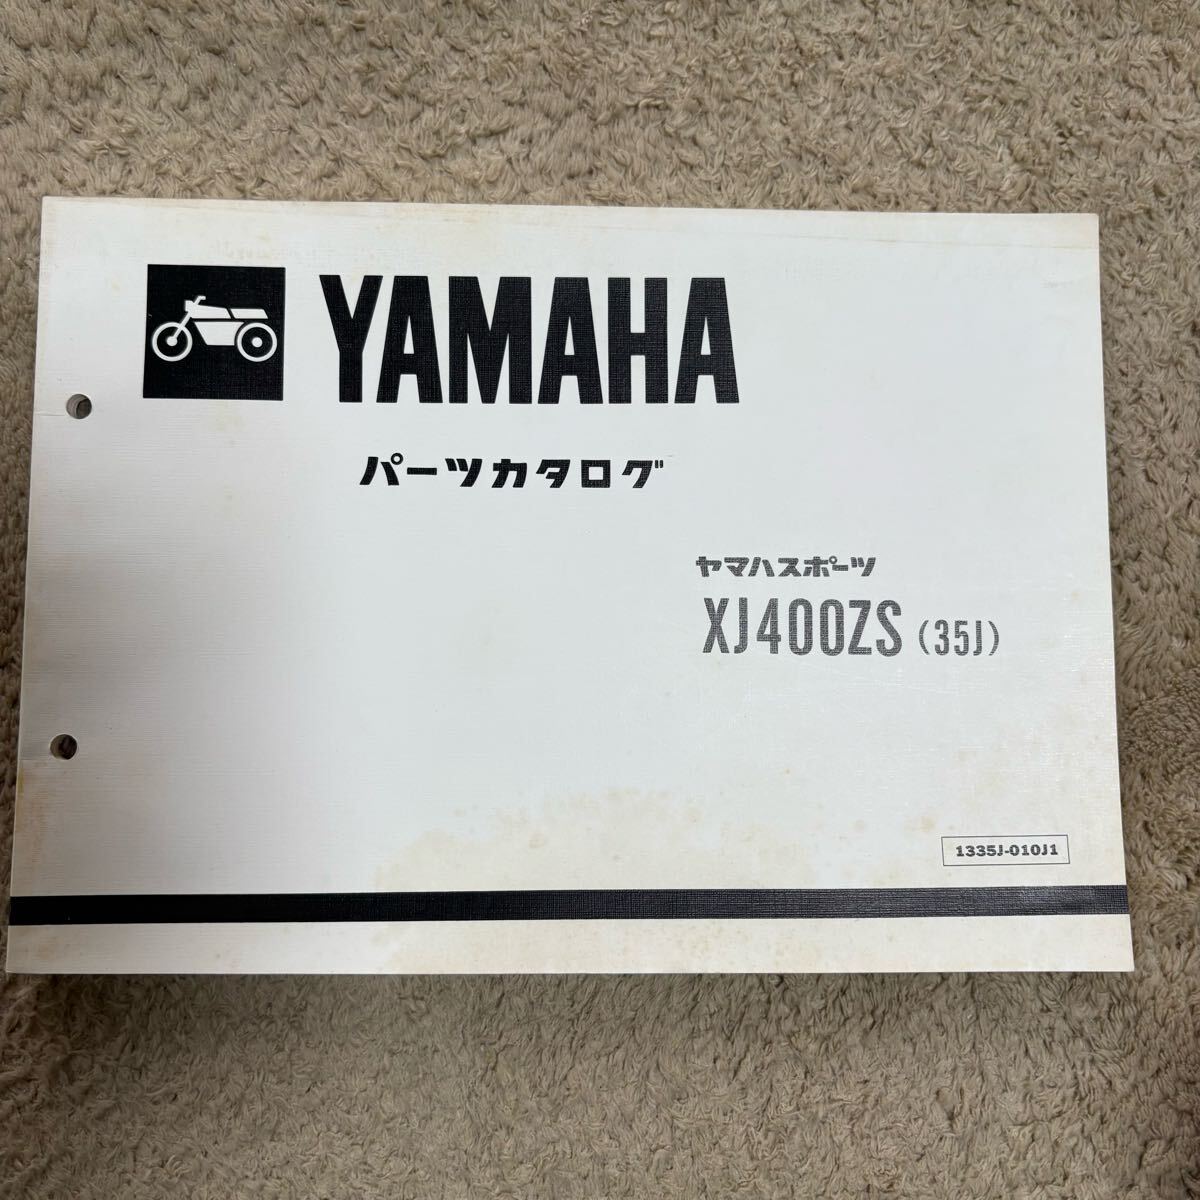 YAMAHA
パーツカタログ
ヤマハスポーツ
XJ400ZS (35J)
1335J-010J1